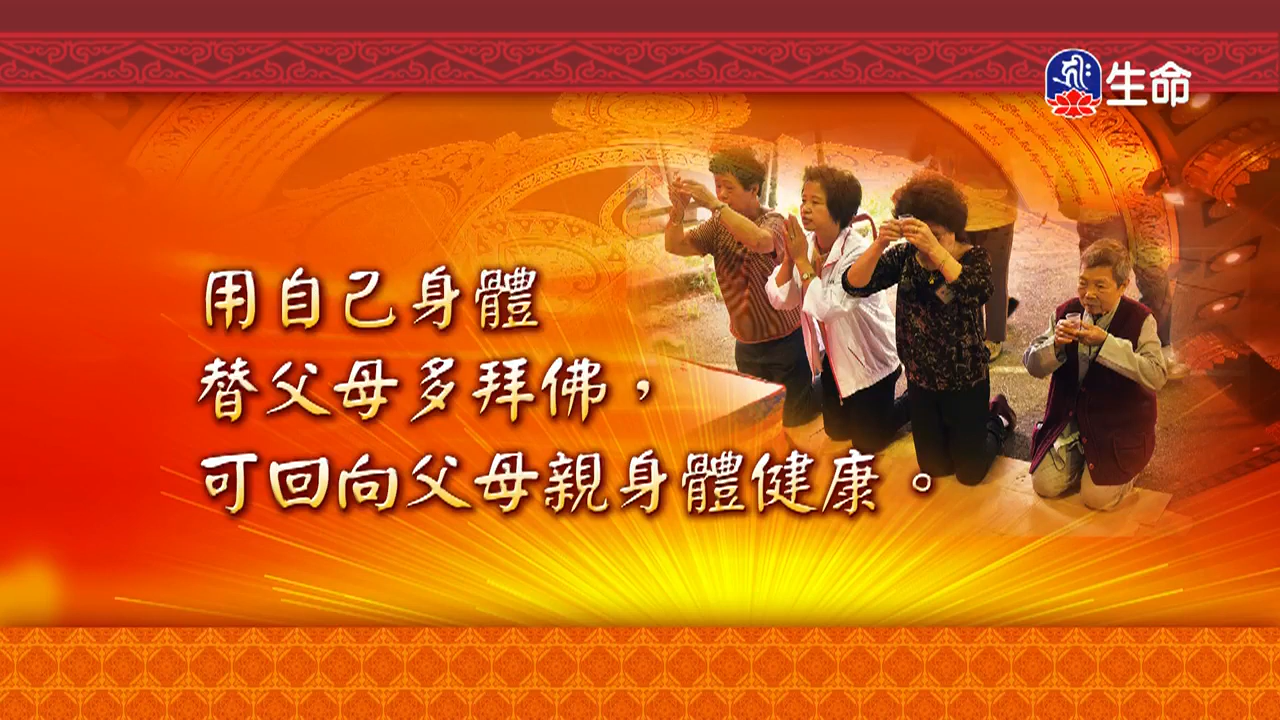 生命
用自己身體
替父母多拜佛，
可回向父母親身體健康。